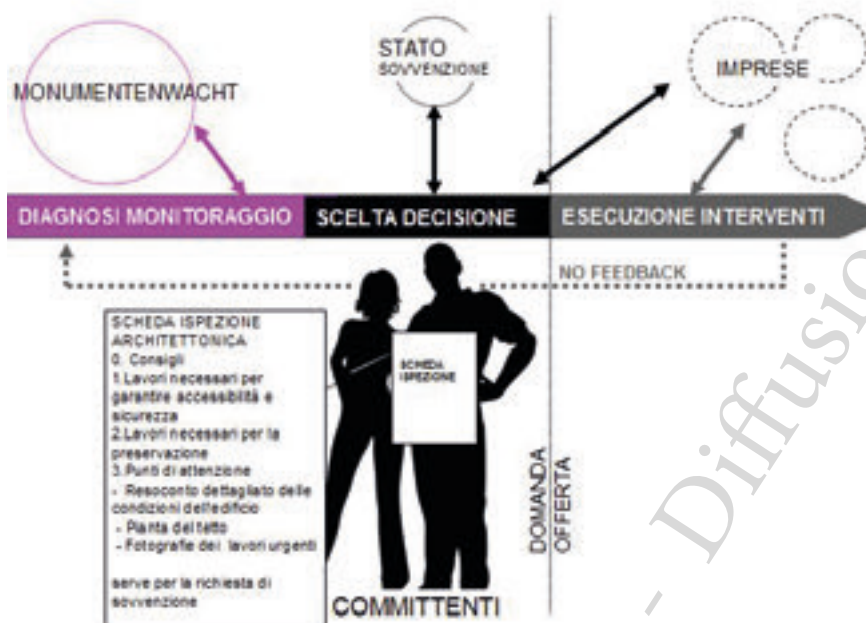 MONUMENTENWACHT
STATO
SOVVENZIONE
IMPRESE
DIAGNOSI MONITORAGGIO
SCELTA DECISIONE
ESECUZIONE INTERVENTI
NO FEEDBACK
SCHEDA ISPEZIONE
ARCHITETTONICA
0. Consigli
1.Lavori necessari per
garantire accessibilità e
sicurezza
2.Lavori necessari per la
preservazione
3.Punti di attenzione
- Resoconto dettagliato delle
condizioni dell'edificio
- Pianta del tetto
- Fotografie dei lavori urgenti
serve per la richiesta di
sovvenzione
SCHEDA
ISPEZIONE
COMMITTENTI
DOMANDA
OFFERTA
- Diffusio